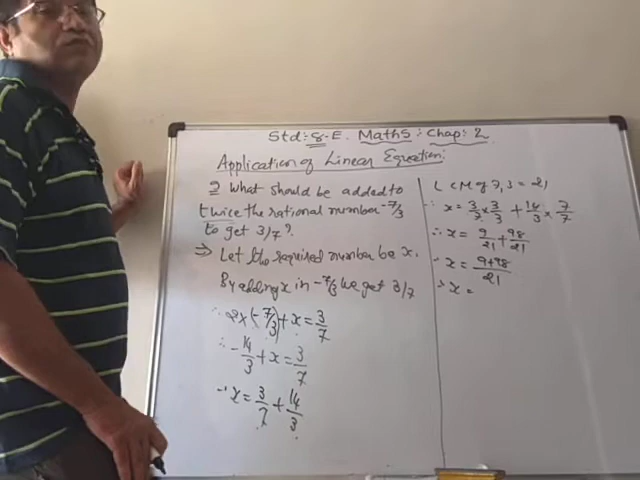 Std:- 8-E. Maths: Chap: 2
Application of Linear Equation:
Q What should be added to
twice the rational number -7/3
to get 3/7?
⇒ Let the required number be x.
By adding x in -7/3 we get 3/7
∴ 2x(-7/3)+x=3/7
∴ -14/3+x=3/7
∴ x=3/7+14/3
LCM of 7,3=21
∴ x=3/7×3/3+14/3×7/7
∴ x=9/21+98/21
∴ x=9+98/21
∴ x=